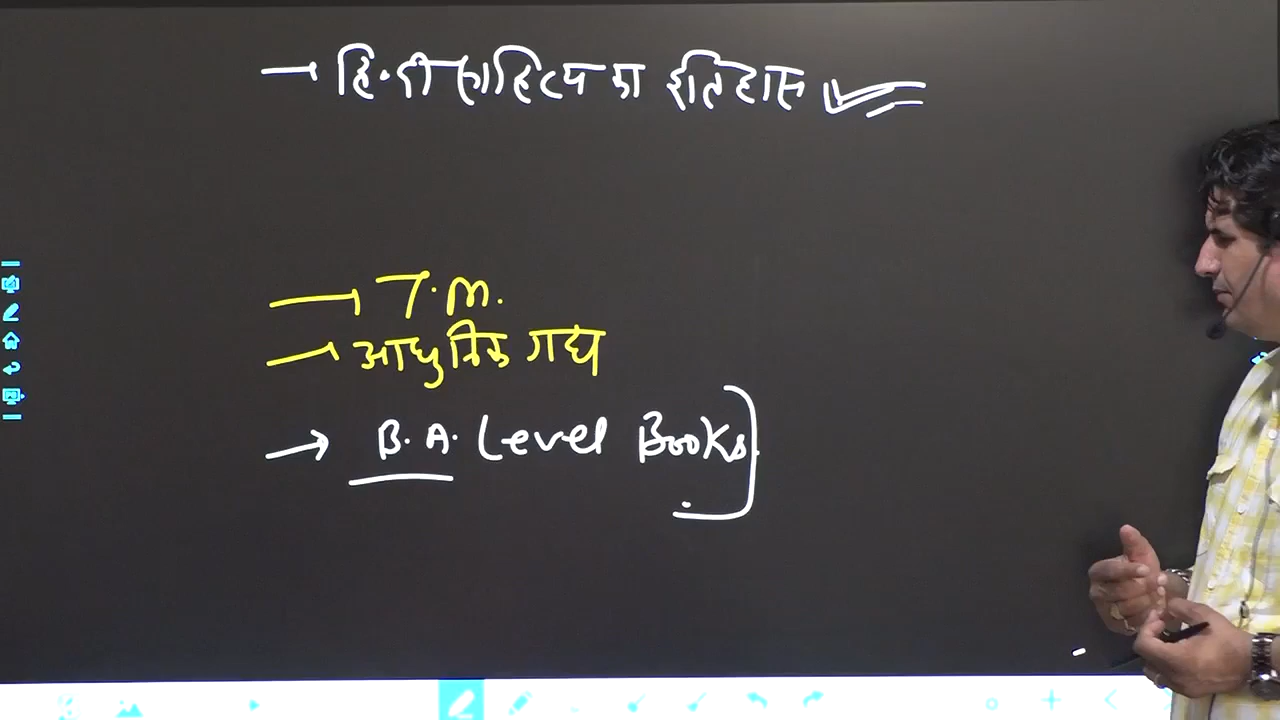 → हिन्दी साहित्य का इतिहास
→ T.M.
→ आधुनिक गद्य
→ B.A. Level Books.